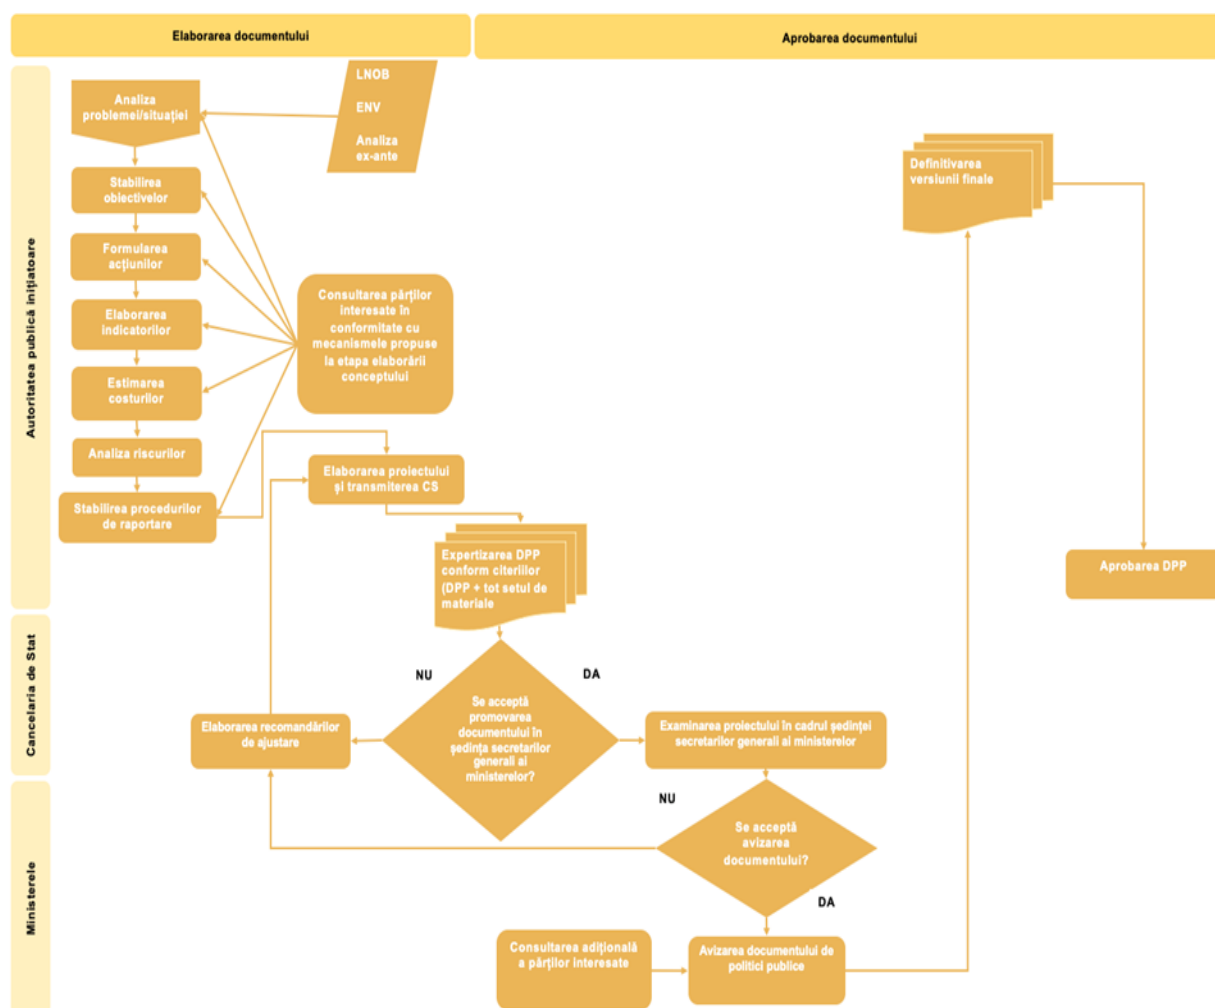 Elaborarea documentului
Aprobarea documentului
Autoritatea publică inițiatoare
Analiza
problemei/situației
LNOB
ENV
Analiza
ex-ante
Stabilirea
obiectivelor
Formularea
acțiunilor
Elaborarea
indicatorilor
Estimarea
costurilor
Analiza riscurilor
Stabilirea procedurilor
de raportare
Consultarea părților
interesate în
conformitate cu
mecanismele propuse
la etapa elaborării
conceptului
Elaborarea proiectului
și transmiterea CS
Expertizarea DPP
conform citeriilor
(DPP + tot setul de
materiale
Definitivarea
versiunii finale
Aprobarea DPP
Cancelaria de Stat
NU
DA
Se acceptă
promovarea
documentului în
ședința secretarilor
generali al
ministerelor?
Elaborarea recomandărilor
de ajustare
Examinarea proiectului în cadrul ședinței
secretarilor generali al ministerelor
Ministerele
NU
Se acceptă
avizarea
documentului?
DA
Consultarea adițională
a părților interesate
Avizarea documentului de
politici publice